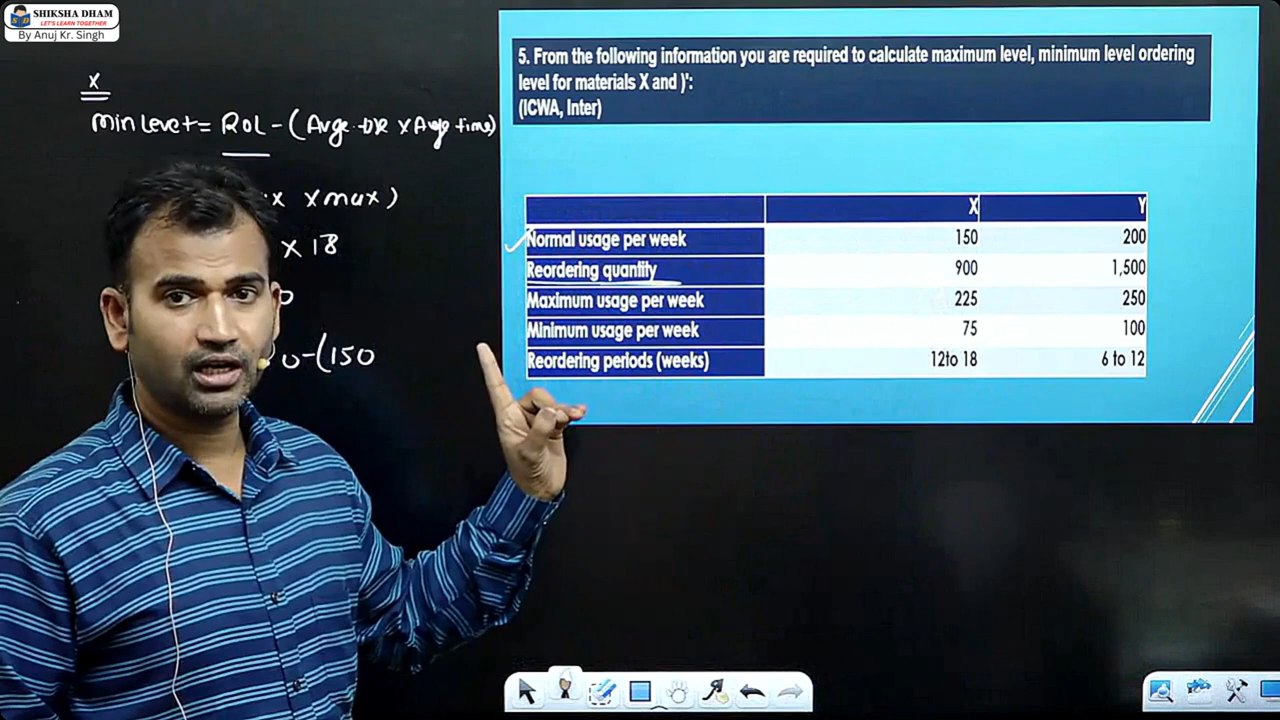 SHIKSHA DHAM
LET'S LEARN TOGETHER
By Anuj Kr. Singh
X
Min Level = ROL - (Avge DR x Avge time)
x max)
x 18
0
0 - (150
5. From the following information you are required to calculate maximum level, minimum level ordering
level for materials X and )':
(ICWA, Inter)
X Y
Normal usage per week 150 200
Reordering quantity 900 1,500
Maximum usage per week 225 250
Minimum usage per week 75 100
Reordering periods (weeks) 12to 18 6 to 12